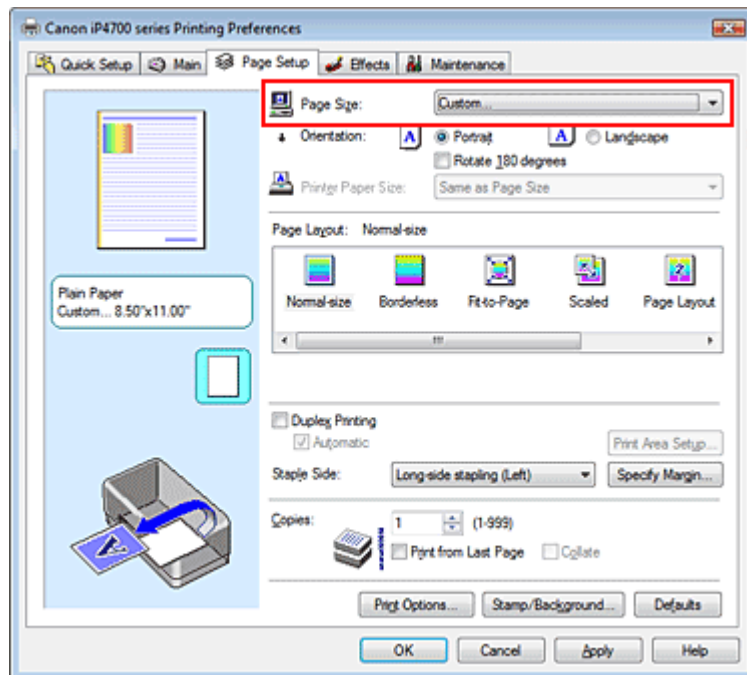 Canon iP4700 series Printing Preferences
Quick Setup Main Page Setup Effects Maintenance
Page Size: Custom...
Orientation: A Portrait A Landscape
Rotate 180 degrees
Printer Paper Size: Same as Page Size
Page Layout: Normal-size
Normal-size Borderless Fit-to-Page Scaled Page Layout
Plain Paper
Custom... 8.50"x11.00"
Duplex Printing
Automatic
Print Area Setup...
Staple Side: Long-side stapling (Left) Specify Margin...
Copies: 1 (1-999)
Print from Last Page Collate
Print Options... Stamp/Background... Defaults
OK Cancel Apply Help